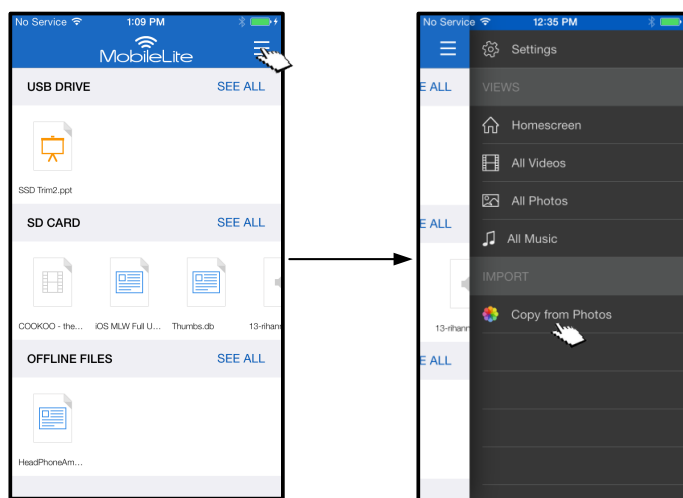 No Service 1:09 PM
MobileLite
USB DRIVE SEE ALL
SSD Trim2.ppt
SD CARD SEE ALL
COOKOO - the... iOS MLW Full U... Thumbs.db 13-rihann
OFFLINE FILES SEE ALL
HeadPhoneAm...
No Service 12:35 PM
Settings
E ALL VIEWS
Homescreen
All Videos
All Photos
E ALL
All Music
IMPORT
Copy from Photos
13-rihann
E ALL